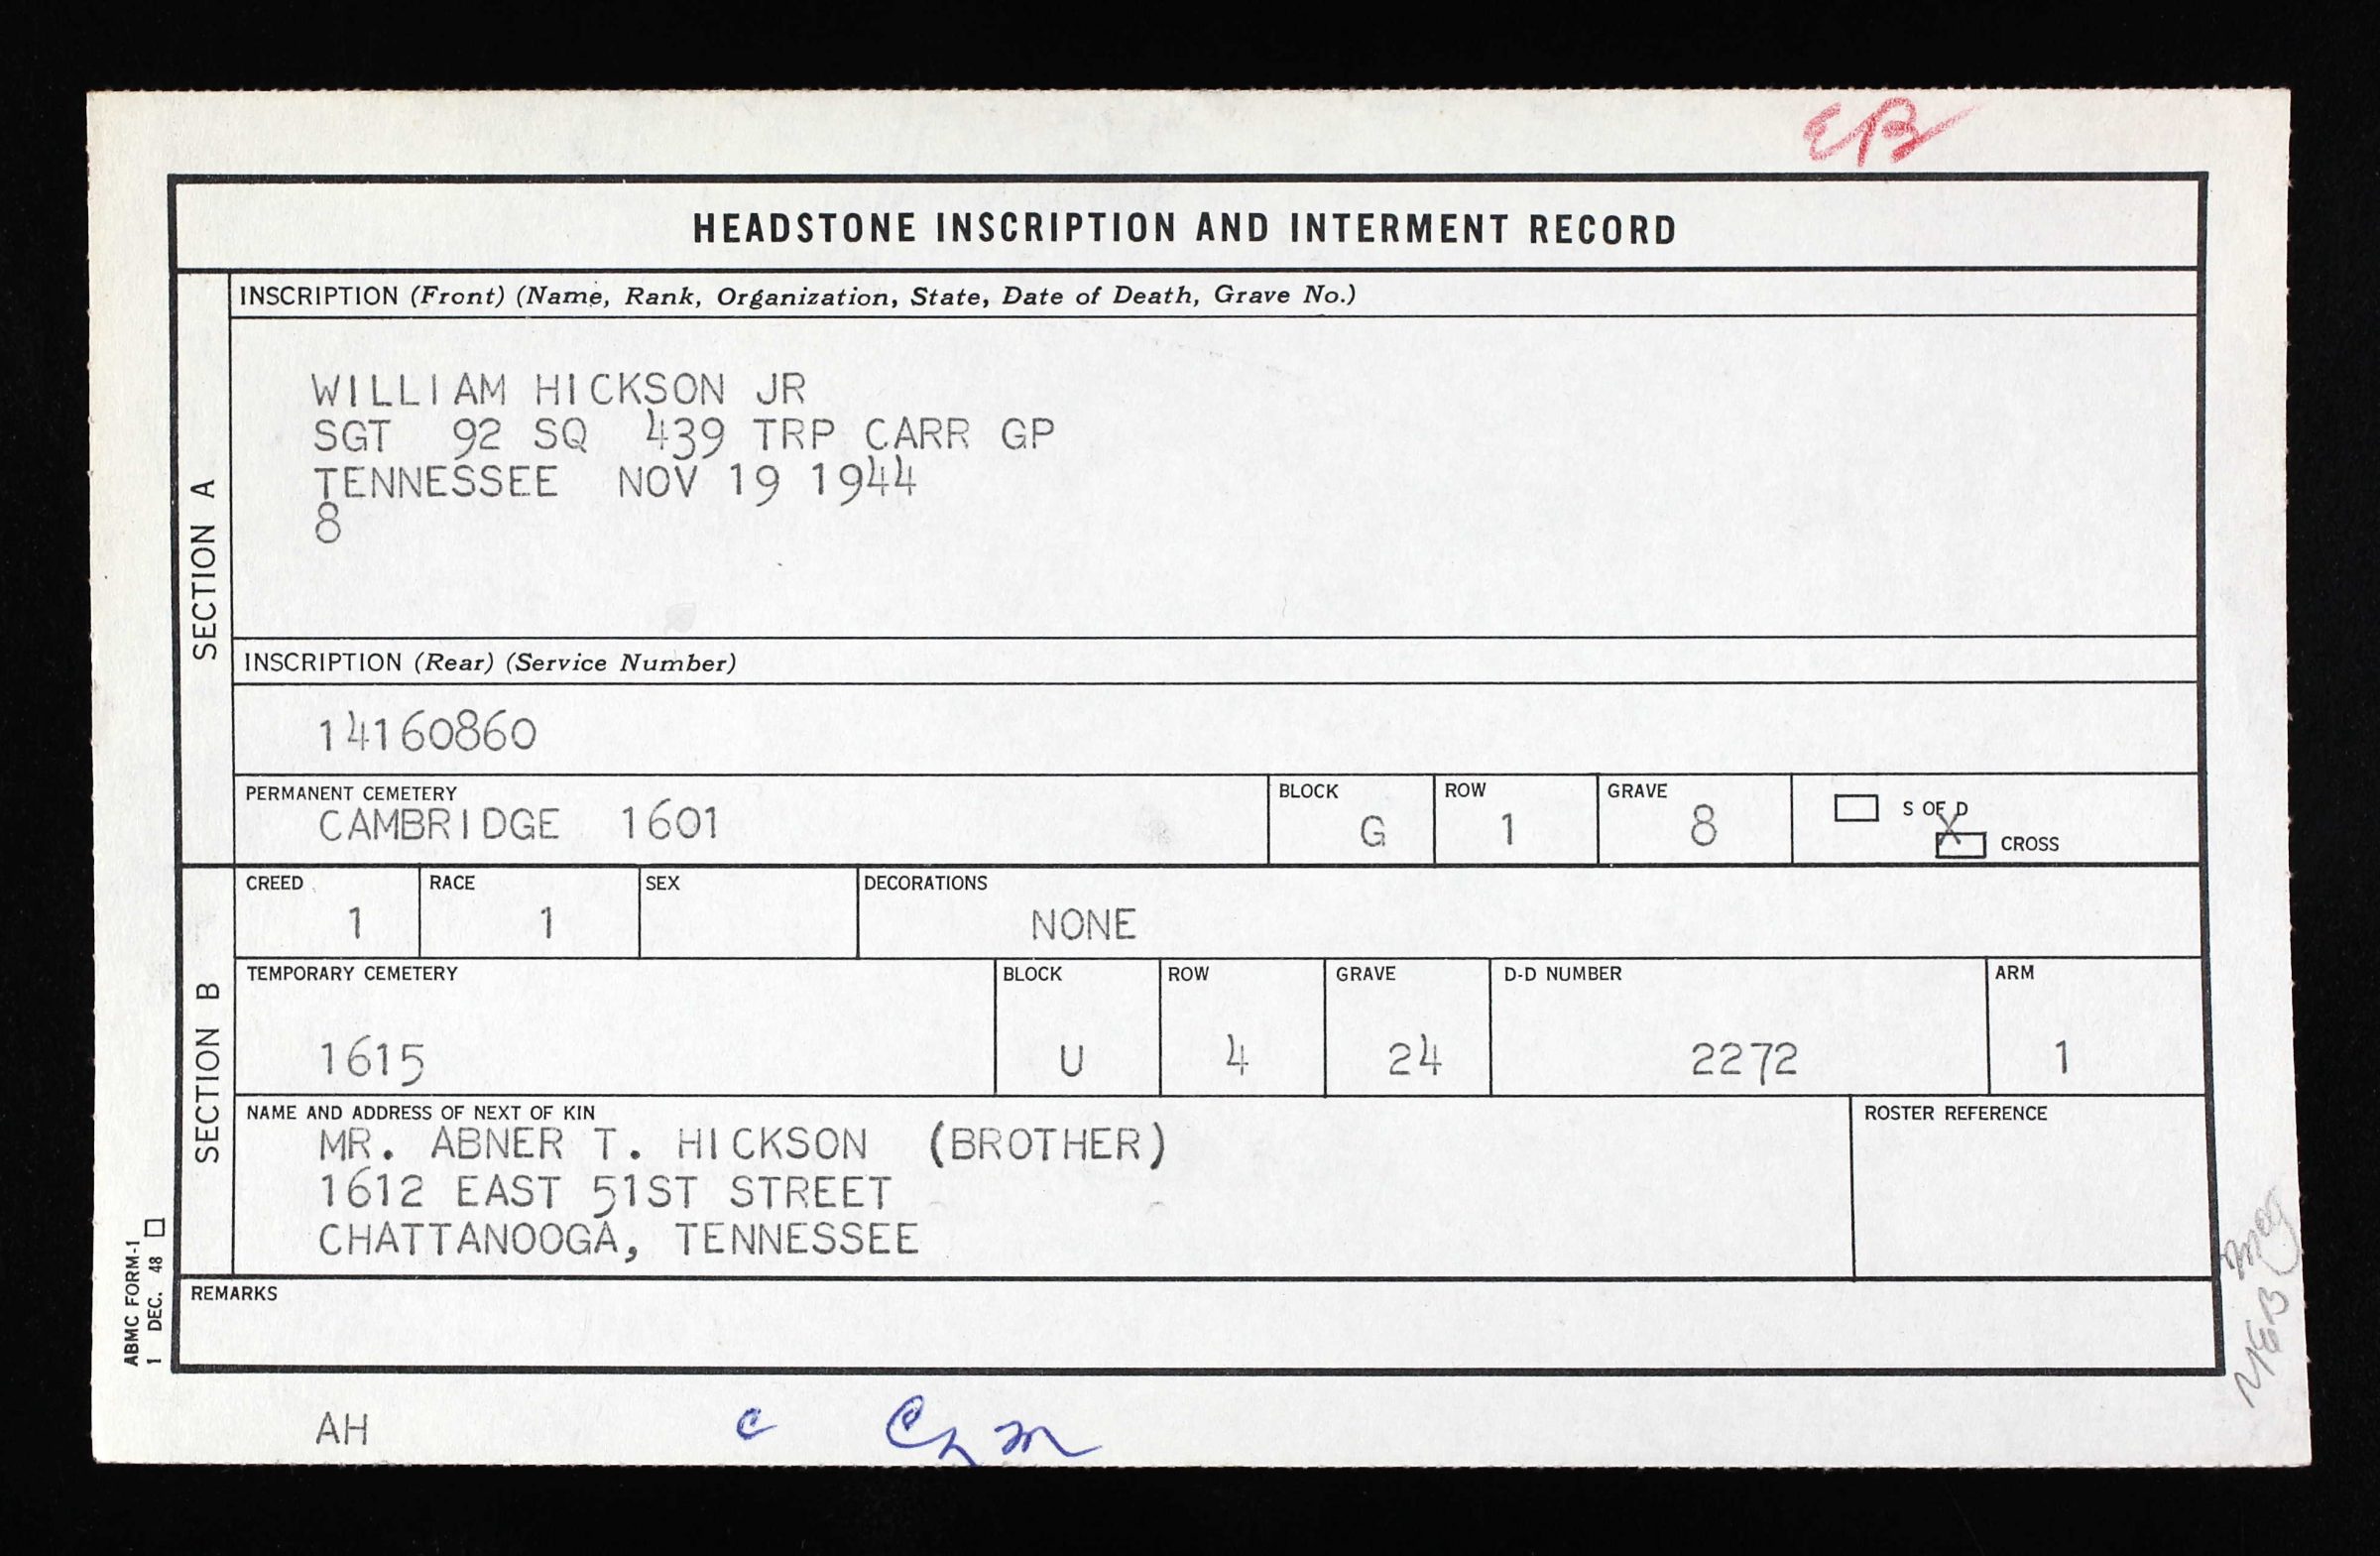 EB
HEADSTONE INSCRIPTION AND INTERMENT RECORD
SECTION A
INSCRIPTION (Front) (Name, Rank, Organization, State, Date of Death, Grave No.)
WILLIAM HICKSON JR
SGT 92 SQ 439 TRP CARR GP
TENNESSEE NOV 19 1944
8
INSCRIPTION (Rear) (Service Number)
14160860
PERMANENT CEMETERY BLOCK ROW GRAVE S OF D
CAMBRIDGE 1601 G 1 8 X CROSS
SECTION B
CREED RACE SEX DECORATIONS
1 1 NONE
TEMPORARY CEMETERY BLOCK ROW GRAVE D-D NUMBER ARM
1615 U 4 24 2272 1
NAME AND ADDRESS OF NEXT OF KIN ROSTER REFERENCE
MR. ABNER T. HICKSON (BROTHER)
1612 EAST 51ST STREET
CHATTANOOGA, TENNESSEE
REMARKS
ABMC FORM-1
1 DEC. 48
AH c